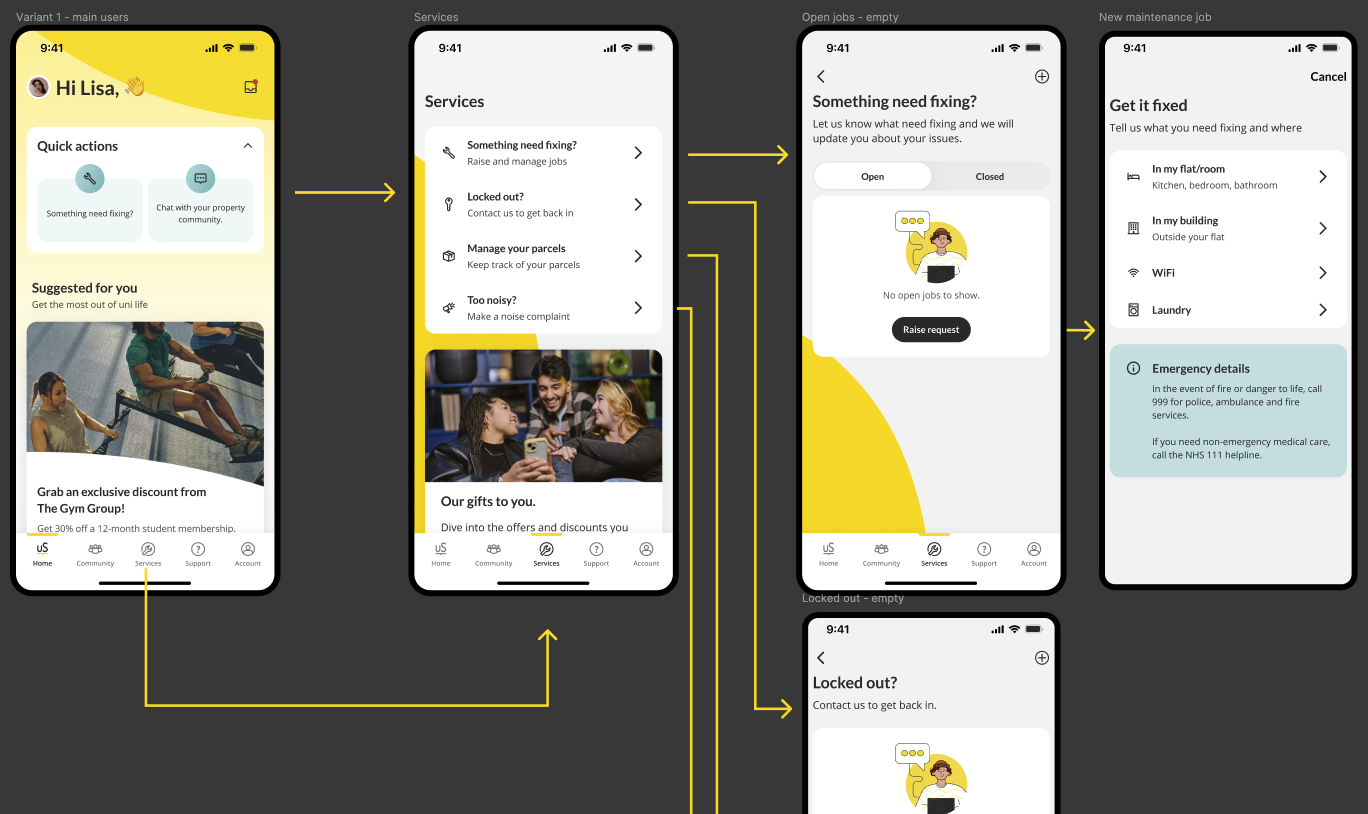 Variant 1 - main users
9:41
Hi Lisa, 👋
Quick actions
Something need fixing?
Chat with your property
community.
Suggested for you
Get the most out of uni life
Grab an exclusive discount from
The Gym Group!
Get 30% off a 12-month student membership.
uS
Home
Community
Services
Support
Account
Services
9:41
Services
Something need fixing?
Raise and manage jobs
Locked out?
Contact us to get back in
Manage your parcels
Keep track of your parcels
Too noisy?
Make a noise complaint
Our gifts to you.
Dive into the offers and discounts you
uS
Home
Community
Services
Support
Account
Open jobs - empty
9:41
Something need fixing?
Let us know what need fixing and we will
update you about your issues.
Open
Closed
No open jobs to show.
Raise request
uS
Home
Community
Services
Support
Account
New maintenance job
9:41
Cancel
Get it fixed
Tell us what you need fixing and where
In my flat/room
Kitchen, bedroom, bathroom
In my building
Outside your flat
WiFi
Laundry
Emergency details
In the event of fire or danger to life, call
999 for police, ambulance and fire
services.
If you need non-emergency medical care,
call the NHS 111 helpline.
Locked out - empty
9:41
Locked out?
Contact us to get back in.